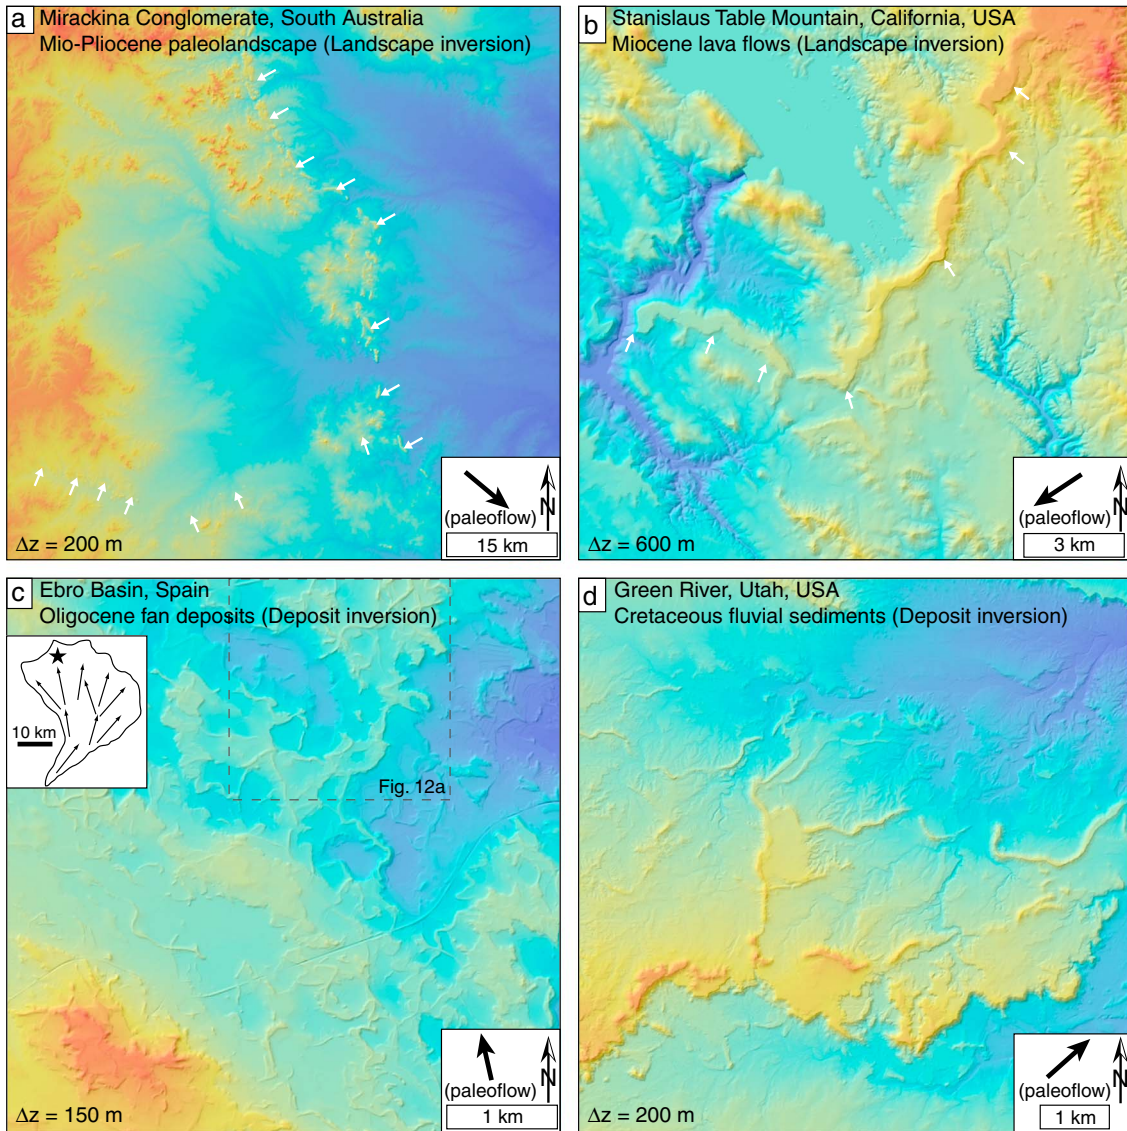 a
Mirackina Conglomerate, South Australia
Mio-Pliocene paleolandscape (Landscape inversion)
N
(paleoflow)
15 km
Δz = 200 m
b
Stanislaus Table Mountain, California, USA
Miocene lava flows (Landscape inversion)
N
(paleoflow)
3 km
Δz = 600 m
c
Ebro Basin, Spain
Oligocene fan deposits (Deposit inversion)
10 km
Fig. 12a
N
(paleoflow)
1 km
Δz = 150 m
d
Green River, Utah, USA
Cretaceous fluvial sediments (Deposit inversion)
N
(paleoflow)
1 km
Δz = 200 m